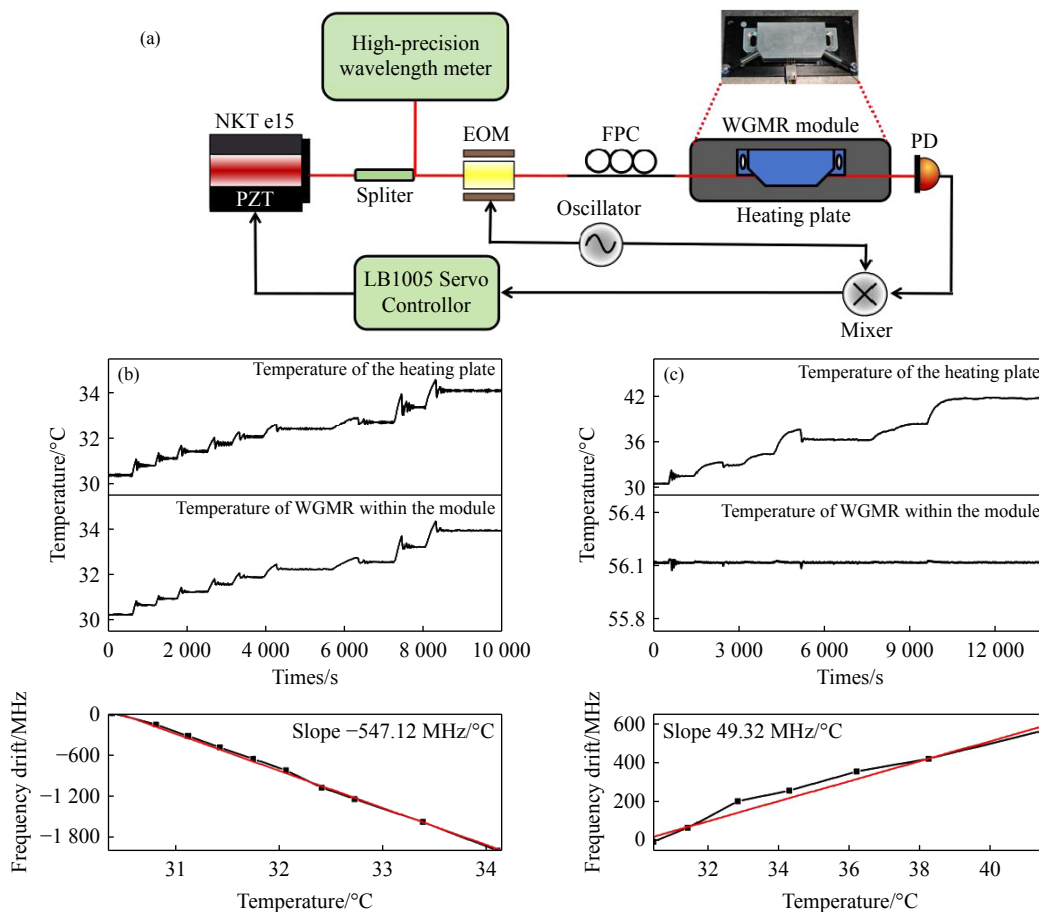 (a)
High-precision
wavelength meter
NKT e15
PZT
Spliter
EOM
FPC
WGMR module
Heating plate
PD
Oscillator
LB1005 Servo
Controllor
Mixer
(b)
Temperature of the heating plate
34
32
30
Temperature of WGMR within the module
34
32
30
Temperature/°C
0 2 000 4 000 6 000 8 000 10 000
Times/s
(c)
Temperature of the heating plate
42
36
30
Temperature of WGMR within the module
56.4
56.1
55.8
Temperature/°C
0 3 000 6 000 9 000 12 000
Times/s
0
−600
−1 200
−1 800
Frequency drift/MHz
Slope −547.12 MHz/°C
31 32 33 34
Temperature/°C
600
400
200
0
Frequency drift/MHz
Slope 49.32 MHz/°C
32 34 36 38 40
Temperature/°C